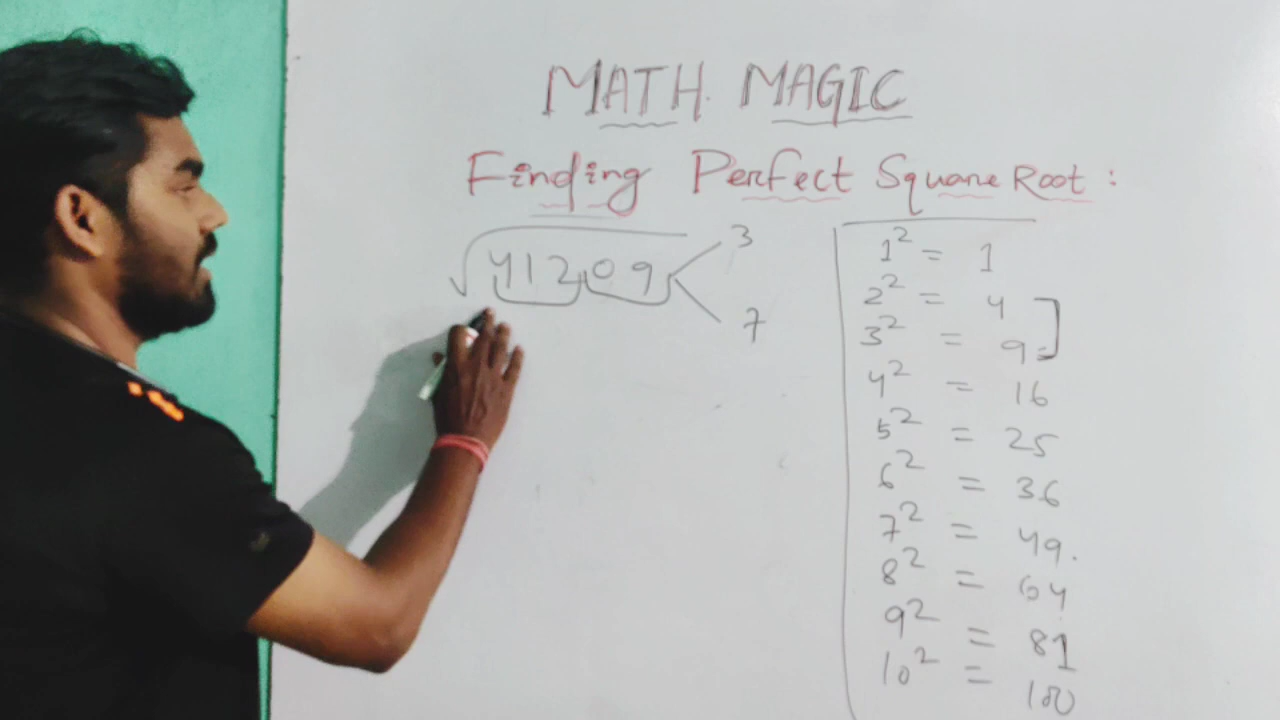 MATH MAGIC
Finding Perfect Square Root :
√41209
3
7
1² = 1
2² = 4
3² = 9
4² = 16
5² = 25
6² = 36
7² = 49.
8² = 64
9² = 81
10² = 100